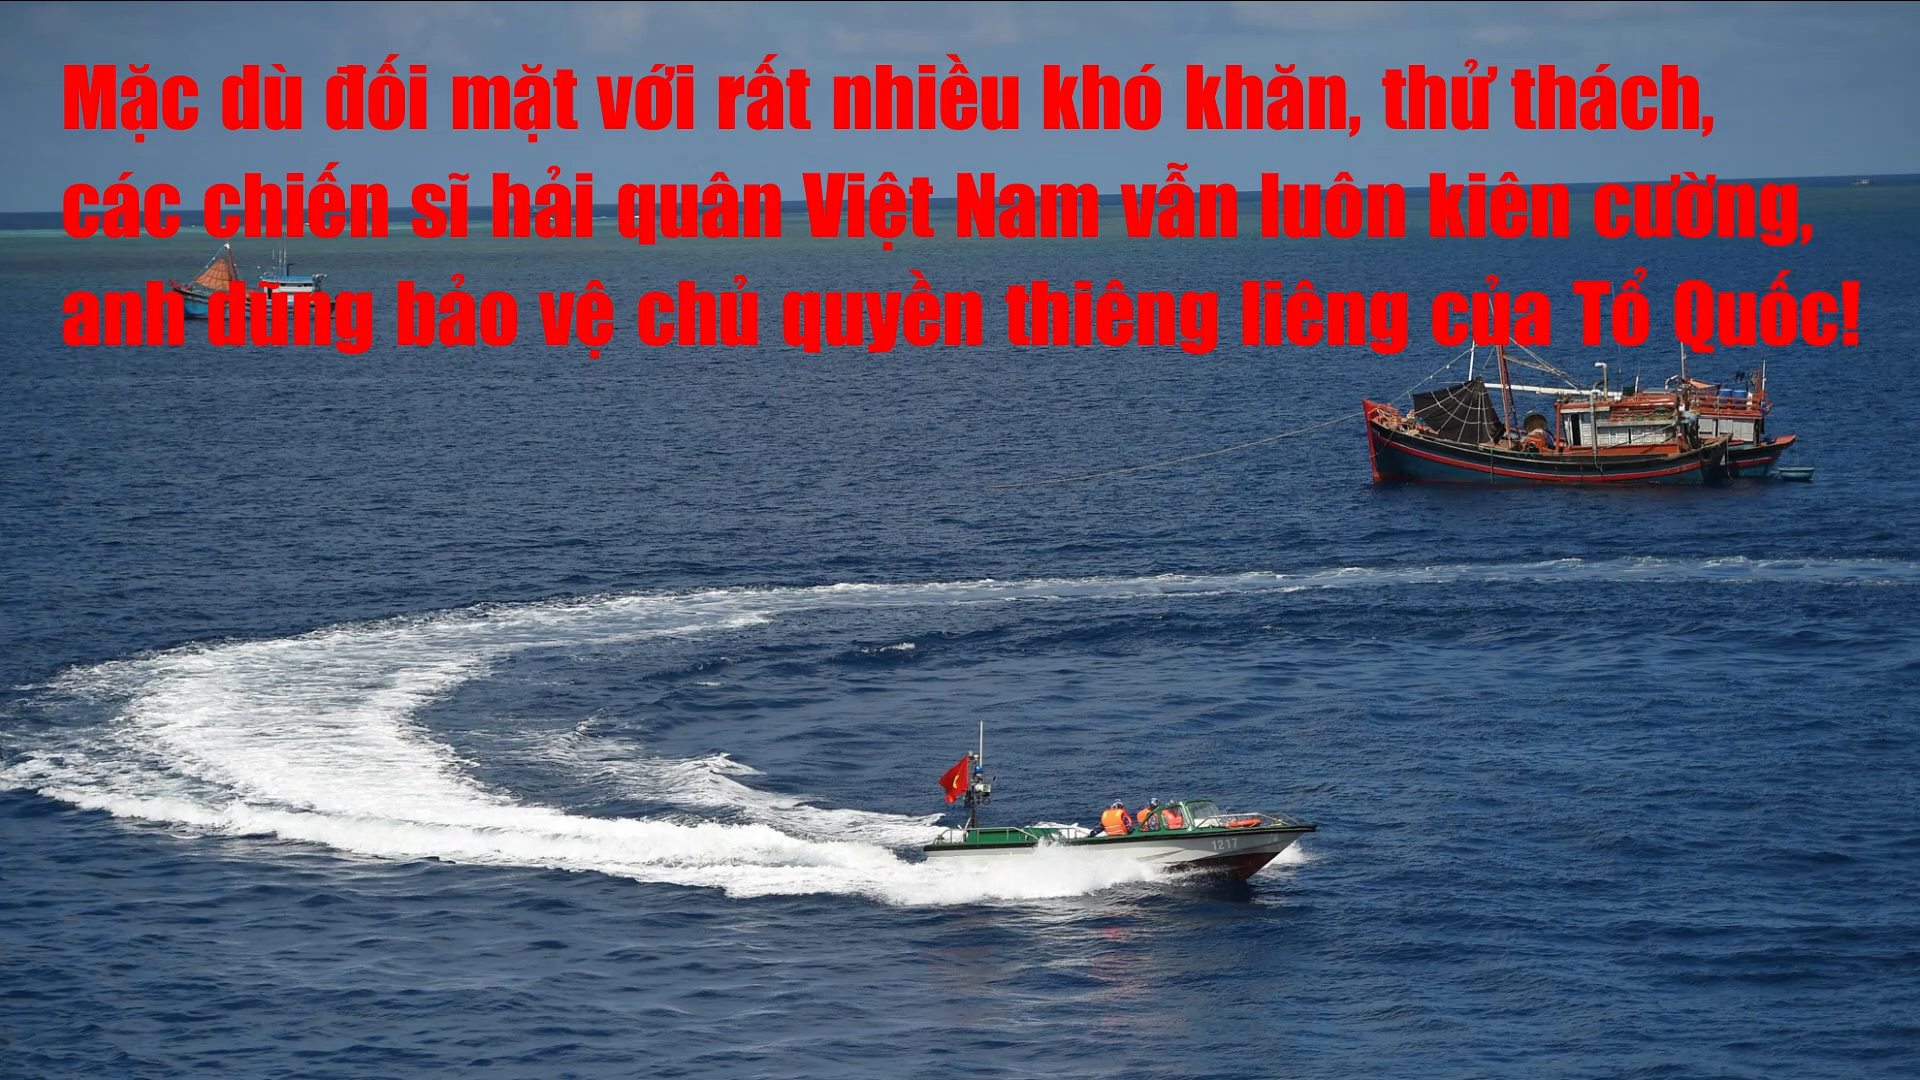 Mặc dù đối mặt với rất nhiều khó khăn, thử thách,
các chiến sĩ hải quân Việt Nam vẫn luôn kiên cường,
anh dũng bảo vệ chủ quyền thiêng liêng của Tổ Quốc!
1217